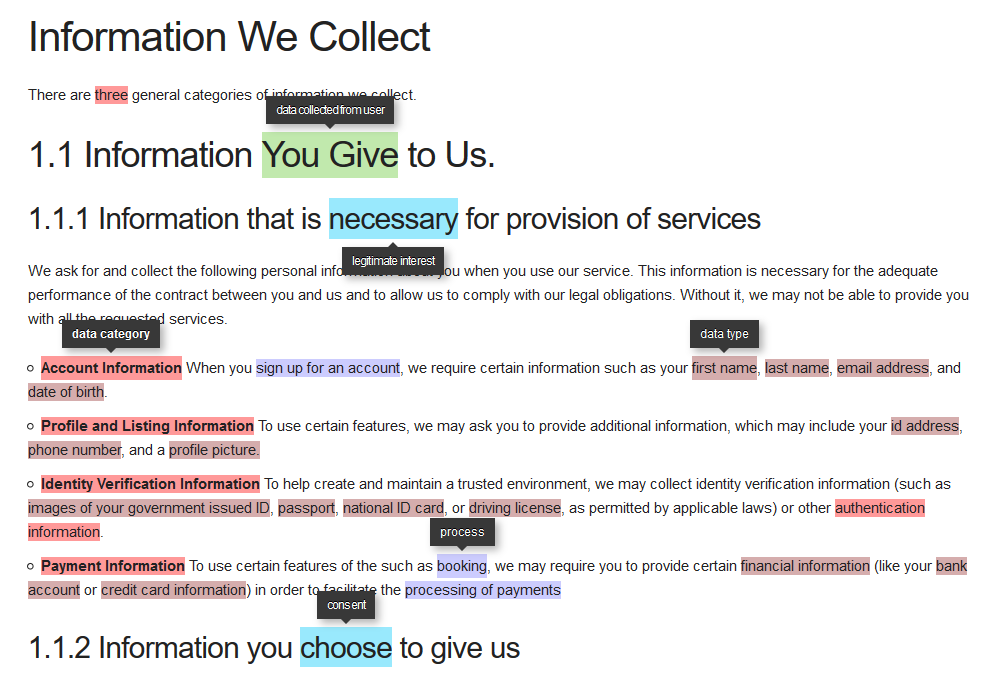 Information We Collect
There are three general categories of information we collect.
data collected from user
1.1 Information You Give to Us.
1.1.1 Information that is necessary for provision of services
legitimate interest
We ask for and collect the following personal information about you when you use our service. This information is necessary for the adequate
performance of the contract between you and us and to allow us to comply with our legal obligations. Without it, we may not be able to provide you
with all the requested services.
data category
data type
Account Information When you sign up for an account, we require certain information such as your first name, last name, email address, and
date of birth.
Profile and Listing Information To use certain features, we may ask you to provide additional information, which may include your id address,
phone number, and a profile picture.
Identity Verification Information To help create and maintain a trusted environment, we may collect identity verification information (such as
images of your government issued ID, passport, national ID card, or driving license, as permitted by applicable laws) or other authentication
information.
process
Payment Information To use certain features of the such as booking, we may require you to provide certain financial information (like your bank
account or credit card information) in order to facilitate the processing of payments
consent
1.1.2 Information you choose to give us